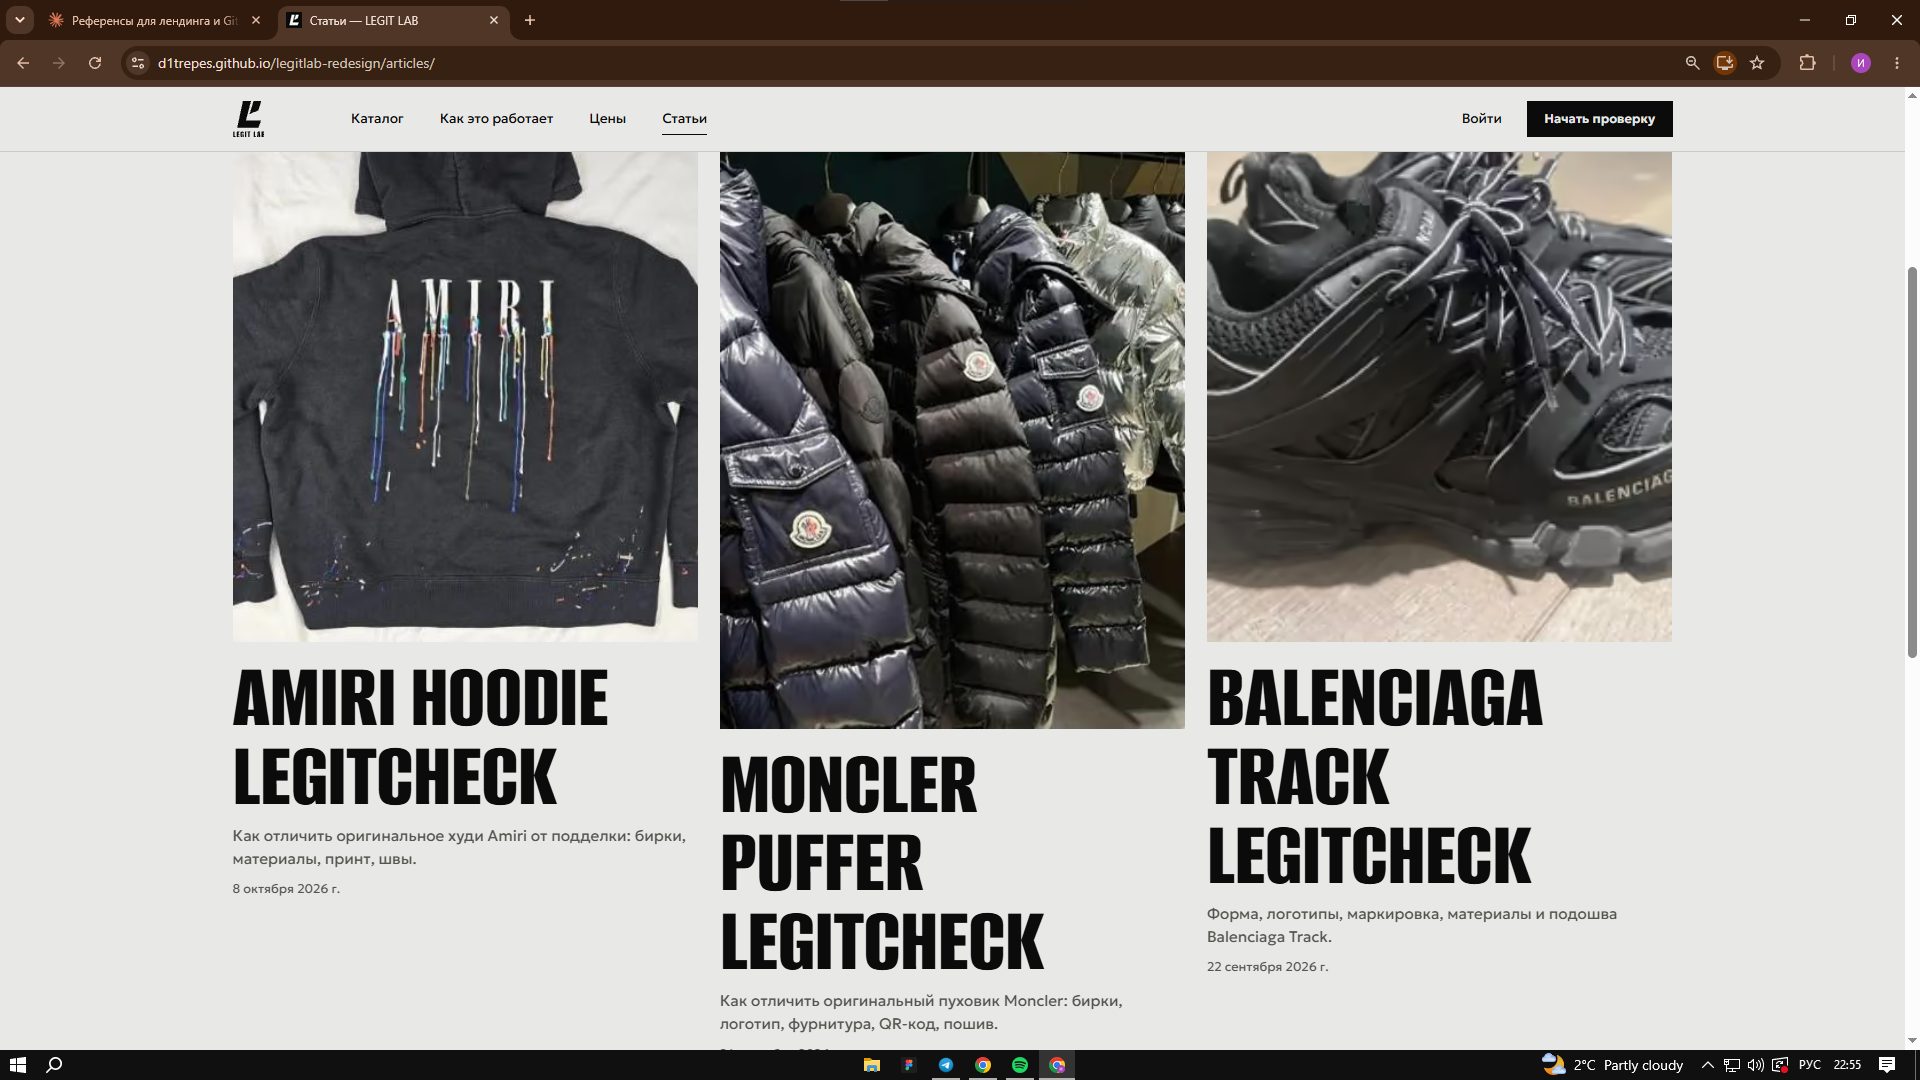 Референсы для лендинга и Git
Статьи — LEGIT LAB
d1trepes.github.io/legitlab-redesign/articles/
И
LEGIT LAB
Каталог
Как это работает
Цены
Статьи
Войти
Начать проверку
AMIRI
BALENCIAGA
AMIRI HOODIE
LEGITCHECK
Как отличить оригинальное худи Amiri от подделки: бирки,
материалы, принт, швы.
8 октября 2026 г.
MONCLER
PUFFER
LEGITCHECK
Как отличить оригинальный пуховик Moncler: бирки,
логотип, фурнитура, QR-код, пошив.
BALENCIAGA
TRACK
LEGITCHECK
Форма, логотипы, маркировка, материалы и подошва
Balenciaga Track.
22 сентября 2026 г.
2°C Partly cloudy
РУС
22:55